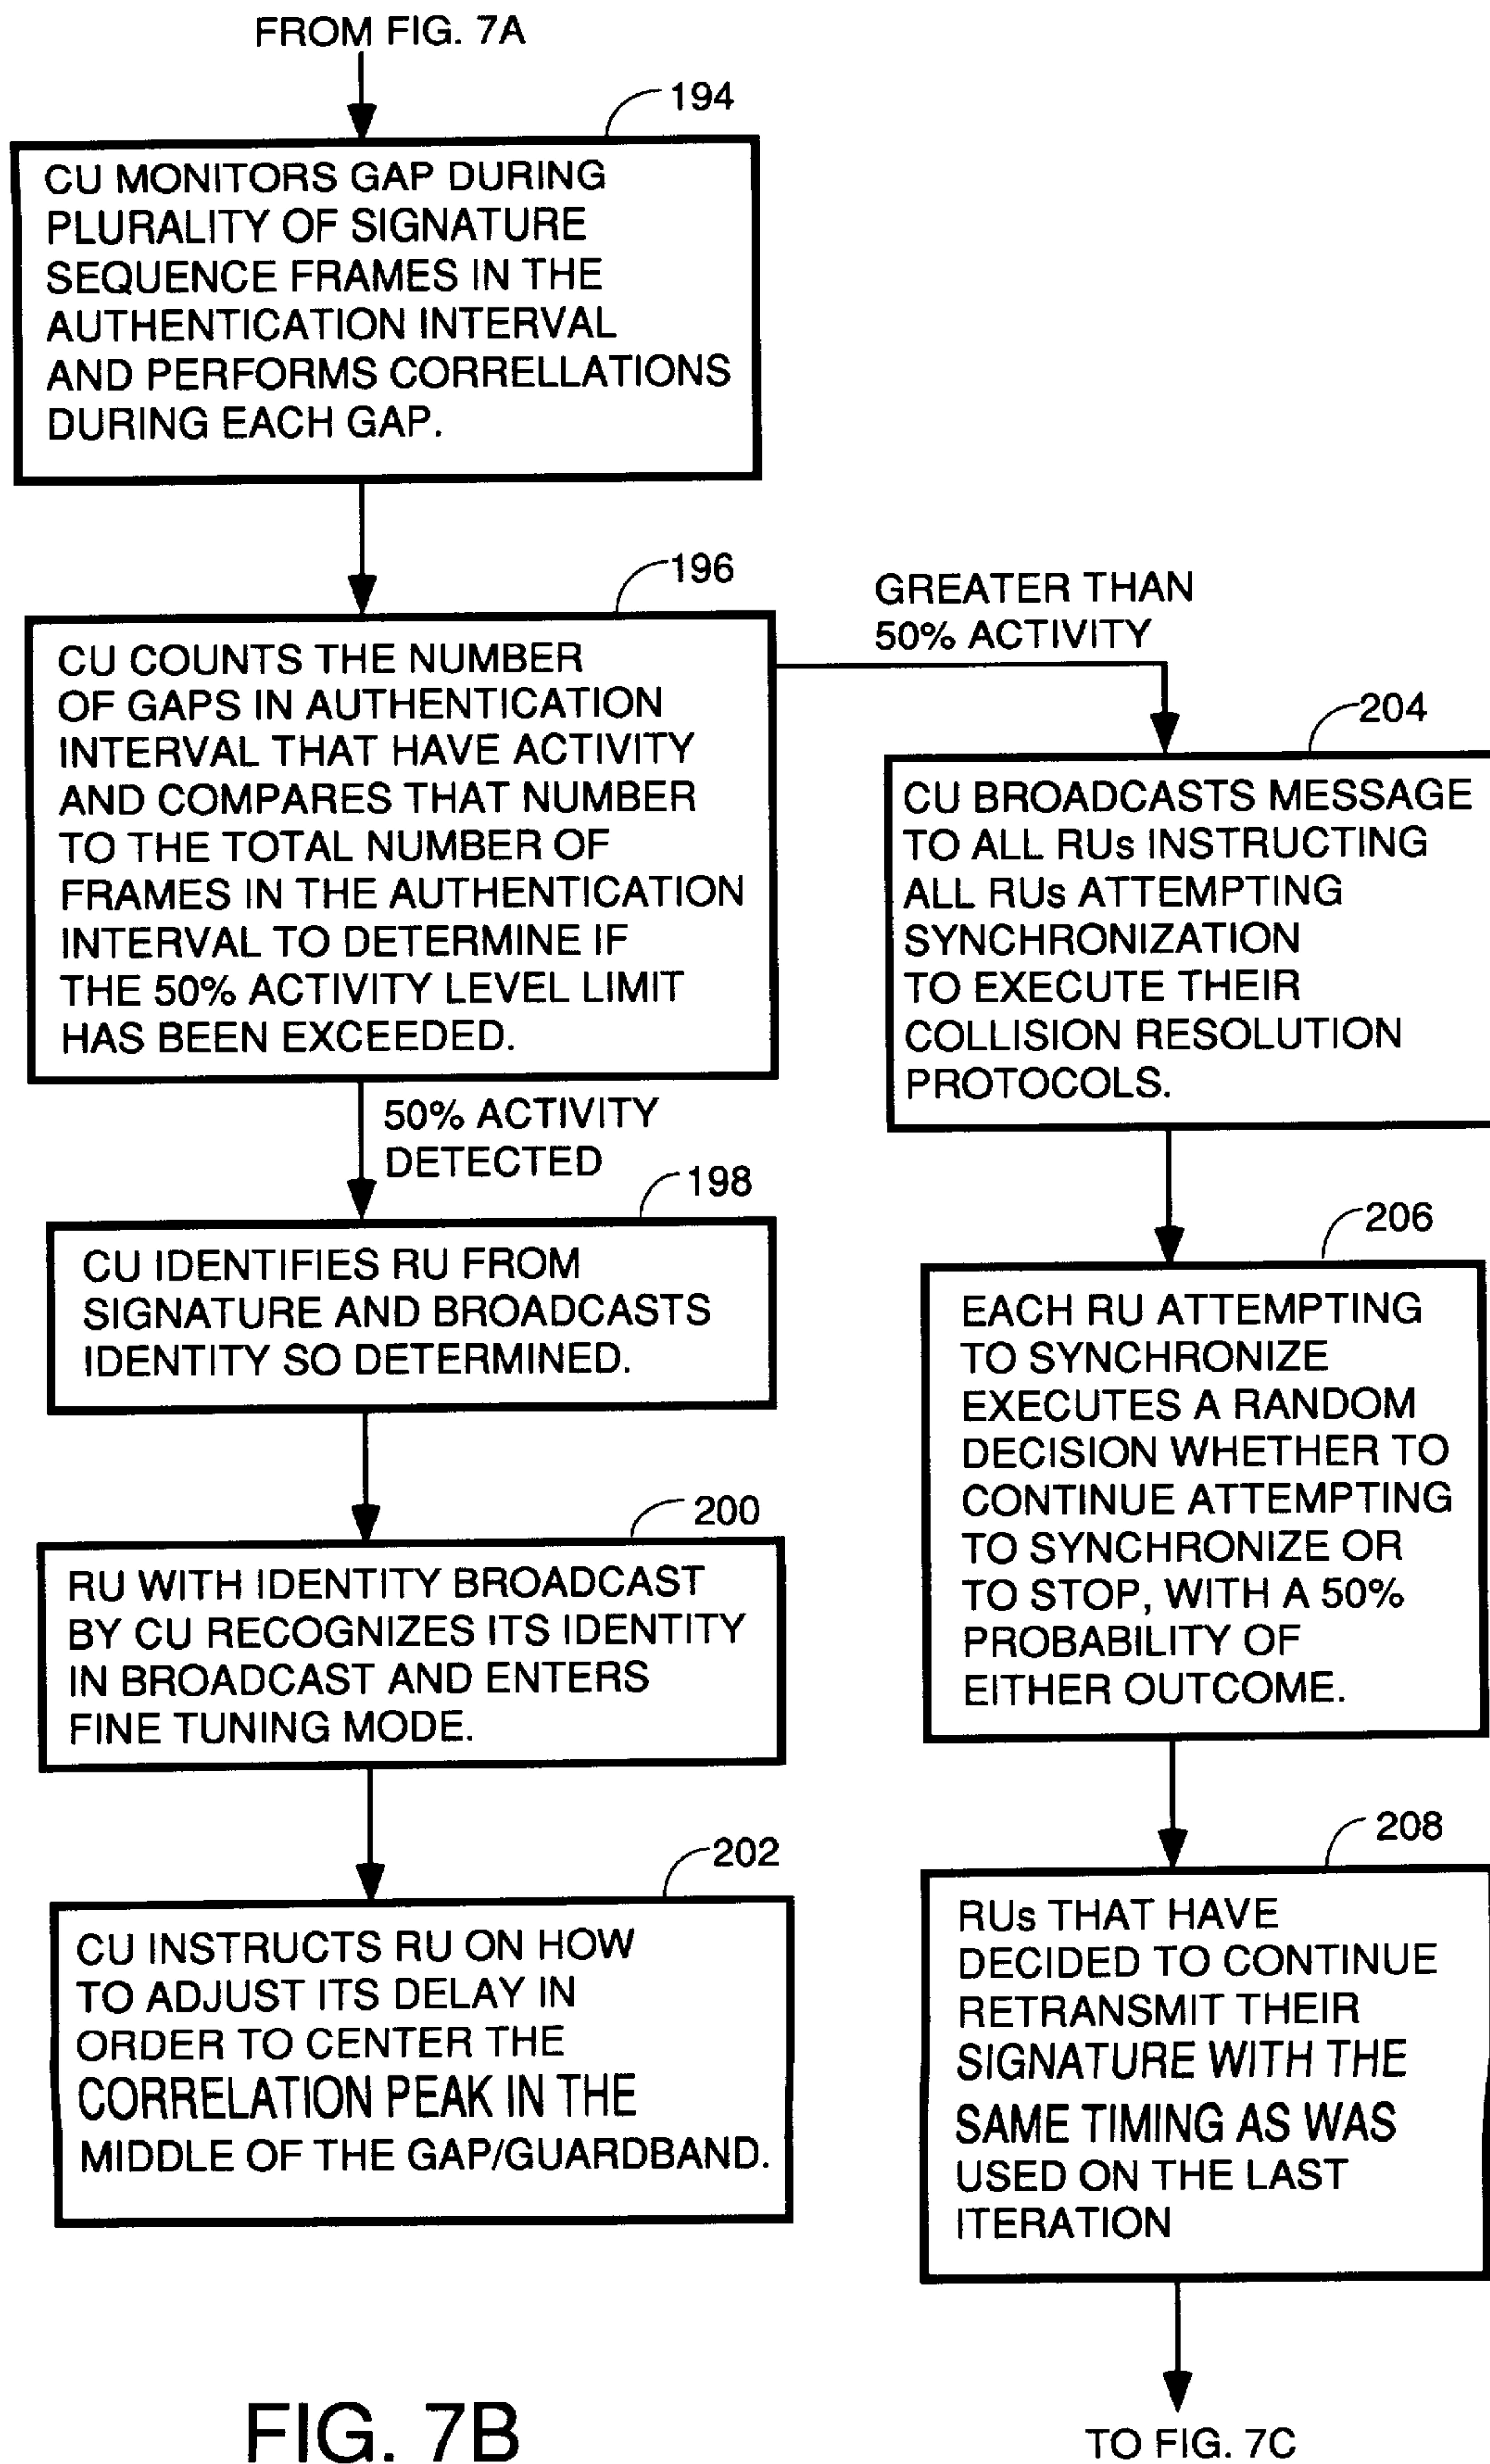 FROM FIG. 7A
194
CU MONITORS GAP DURING
PLURALITY OF SIGNATURE
SEQUENCE FRAMES IN THE
AUTHENTICATION INTERVAL
AND PERFORMS CORRELLATIONS
DURING EACH GAP.
196
CU COUNTS THE NUMBER
OF GAPS IN AUTHENTICATION
INTERVAL THAT HAVE ACTIVITY
AND COMPARES THAT NUMBER
TO THE TOTAL NUMBER OF
FRAMES IN THE AUTHENTICATION
INTERVAL TO DETERMINE IF
THE 50% ACTIVITY LEVEL LIMIT
HAS BEEN EXCEEDED.
50% ACTIVITY
DETECTED
198
CU IDENTIFIES RU FROM
SIGNATURE AND BROADCASTS
IDENTITY SO DETERMINED.
200
RU WITH IDENTITY BROADCAST
BY CU RECOGNIZES ITS IDENTITY
IN BROADCAST AND ENTERS
FINE TUNING MODE.
202
CU INSTRUCTS RU ON HOW
TO ADJUST ITS DELAY IN
ORDER TO CENTER THE
CORRELATION PEAK IN THE
MIDDLE OF THE GAP/GUARDBAND.
GREATER THAN
50% ACTIVITY
204
CU BROADCASTS MESSAGE
TO ALL RUs INSTRUCTING
ALL RUs ATTEMPTING
SYNCHRONIZATION
TO EXECUTE THEIR
COLLISION RESOLUTION
PROTOCOLS.
206
EACH RU ATTEMPTING
TO SYNCHRONIZE
EXECUTES A RANDOM
DECISION WHETHER TO
CONTINUE ATTEMPTING
TO SYNCHRONIZE OR
TO STOP, WITH A 50%
PROBABILITY OF
EITHER OUTCOME.
208
RUs THAT HAVE
DECIDED TO CONTINUE
RETRANSMIT THEIR
SIGNATURE WITH THE
SAME TIMING AS WAS
USED ON THE LAST
ITERATION
TO FIG. 7C
FIG. 7B